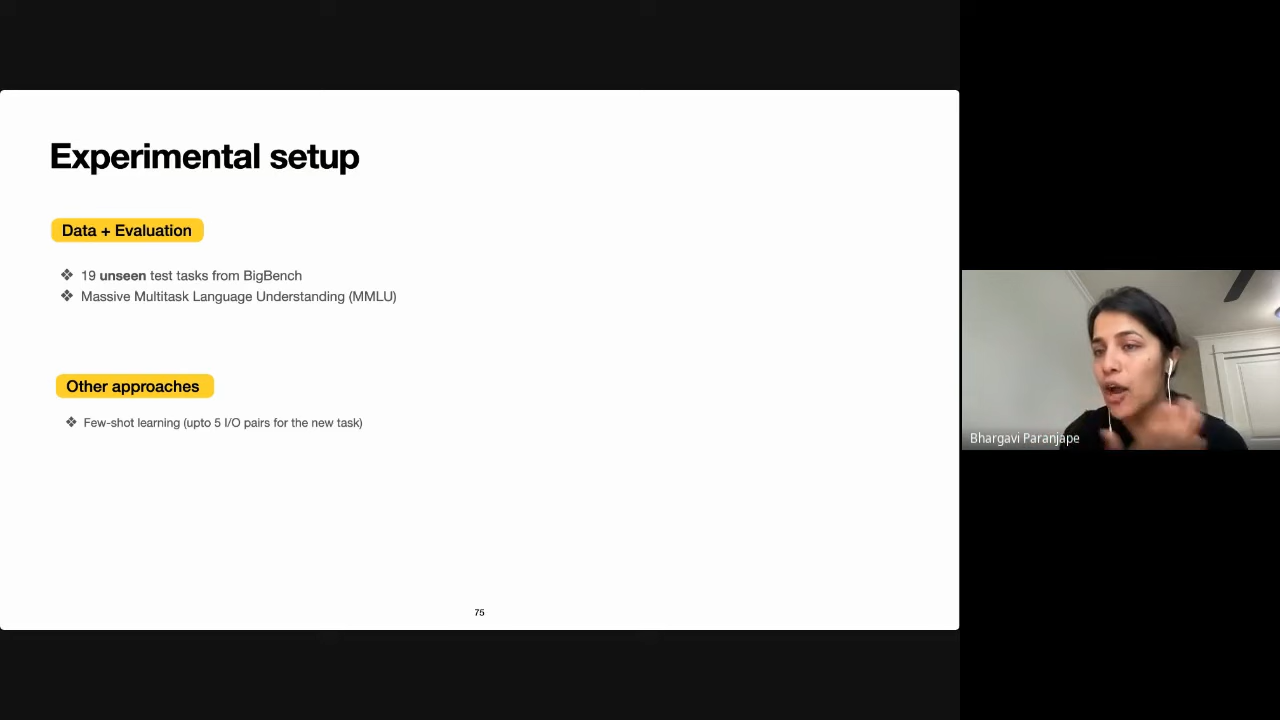 Experimental setup
Data + Evaluation
❖ 19 unseen test tasks from BigBench
❖ Massive Multitask Language Understanding (MMLU)
Other approaches
❖ Few-shot learning (upto 5 I/O pairs for the new task)
75
Bhargavi Paranjape